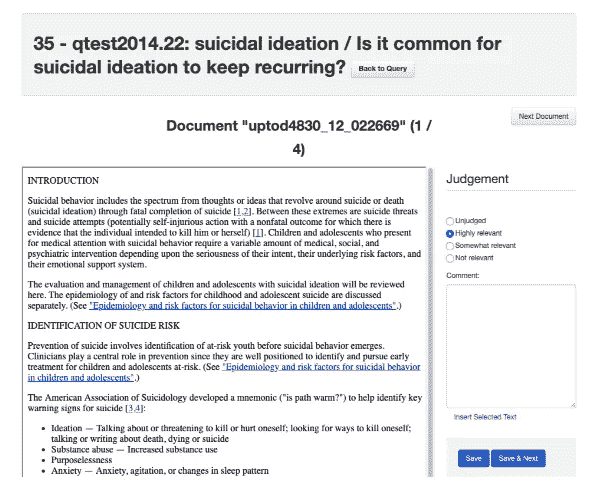 35 - qtest2014.22: suicidal ideation / Is it common for
suicidal ideation to keep recurring? Back to Query
Next Document
Document "uptod4830_12_022669" (1 /
4)
INTRODUCTION
Suicidal behavior includes the spectrum from thoughts or ideas that revolve around suicide or death
(suicidal ideation) through fatal completion of suicide [1,2]. Between these extremes are suicide threats
and suicide attempts (potentially self-injurious action with a nonfatal outcome for which there is
evidence that the individual intended to kill him or herself) [1]. Children and adolescents who present
for medical attention with suicidal behavior require a variable amount of medical, social, and
psychiatric intervention depending upon the seriousness of their intent, their underlying risk factors, and
their emotional support system.
The evaluation and management of children and adolescents with suicidal ideation will be reviewed
here. The epidemiology of and risk factors for childhood and adolescent suicide are discussed
separately. (See "Epidemiology and risk factors for suicidal behavior in children and adolescents".)
IDENTIFICATION OF SUICIDE RISK
Prevention of suicide involves identification of at-risk youth before suicidal behavior emerges.
Clinicians play a central role in prevention since they are well positioned to identify and pursue early
treatment for children and adolescents at-risk. (See "Epidemiology and risk factors for suicidal behavior
in children and adolescents".)
The American Association of Suicidology developed a mnemonic ("is path warm?") to help identify key
warning signs for suicide [3,4]:
• Ideation — Talking about or threatening to kill or hurt oneself; looking for ways to kill oneself;
talking or writing about death, dying or suicide
• Substance abuse — Increased substance use
• Purposelessness
• Anxiety — Anxiety, agitation, or changes in sleep pattern
Judgement
Unjudged
Highly relevant
Somewhat relevant
Not relevant
Comment:
Insert Selected Text
Save Save & Next